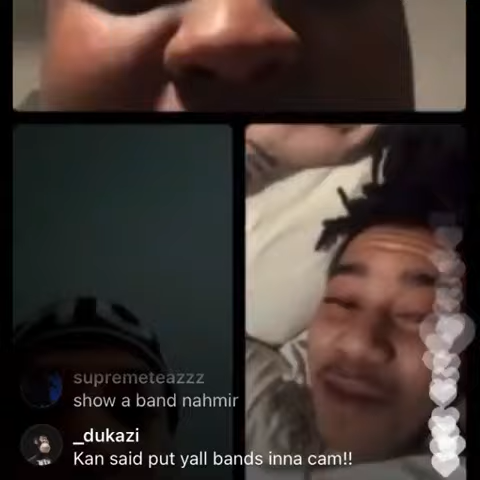 supremeteazzz
show a band nahmir
_dukazi
Kan said put yall bands inna cam!!